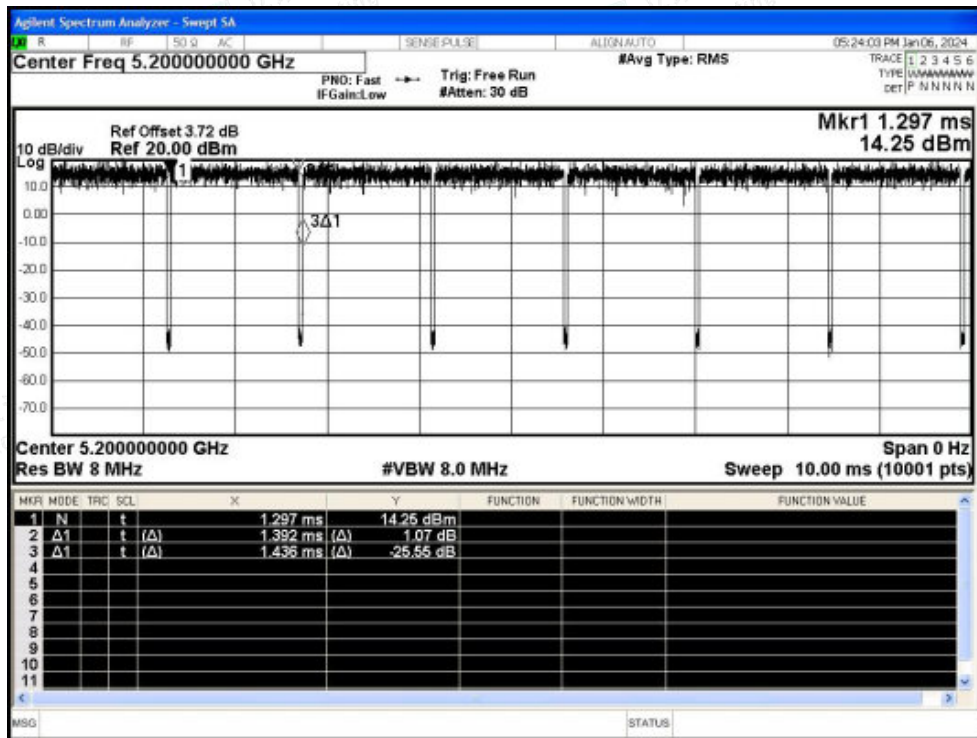 Agilent Spectrum Analyzer - Swept SA
R RF 50 Ω AC SENSE:PULSE ALIGNAUTO 05:24:03 PM Jan 06, 2024
Center Freq 5.200000000 GHz #Avg Type: RMS TRACE 1 2 3 4 5 6
PNO: Fast Trig: Free Run TYPE
IFGain:Low #Atten: 30 dB DET P N N N N N
Mkr1 1.297 ms
Ref Offset 3.72 dB
10 dB/div Ref 20.00 dBm 14.25 dBm
Log
1
10.0
0.00
3Δ1
-10.0
-20.0
-30.0
-40.0
-50.0
-60.0
-70.0
Center 5.200000000 GHz Span 0 Hz
Res BW 8 MHz #VBW 8.0 MHz Sweep 10.00 ms (10001 pts)
MKR MODE TRC SCL X Y FUNCTION FUNCTION WIDTH FUNCTION VALUE
1 N t 1.297 ms 14.25 dBm
2 Δ1 t (Δ) 1.392 ms (Δ) 1.07 dB
3 Δ1 t (Δ) 1.436 ms (Δ) -25.55 dB
4
5
6
7
8
9
10
11
MSG STATUS